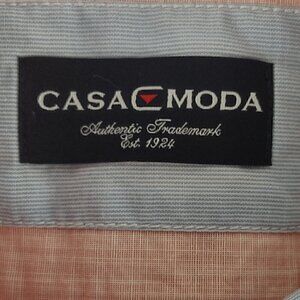 CASA MODA
Authentic Trademark
Est. 1924